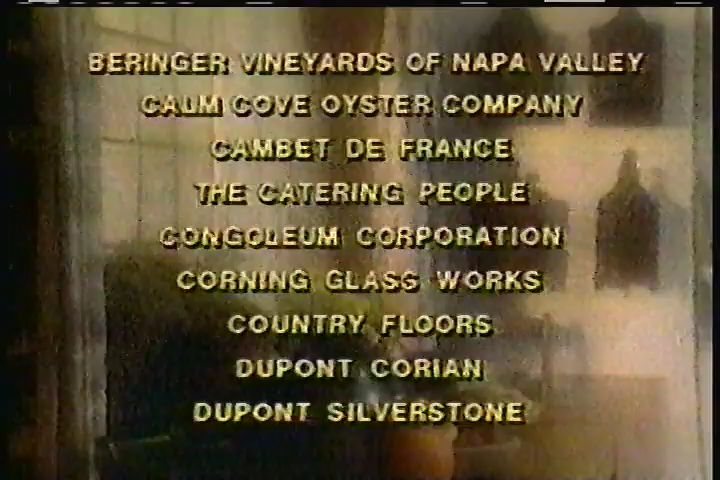 BERINGER VINEYARDS OF NAPA VALLEY
CALM COVE OYSTER COMPANY
CAMBET DE FRANCE
THE CATERING PEOPLE
CONGOLEUM CORPORATION
CORNING GLASS WORKS
COUNTRY FLOORS
DUPONT CORIAN
DUPONT SILVERSTONE